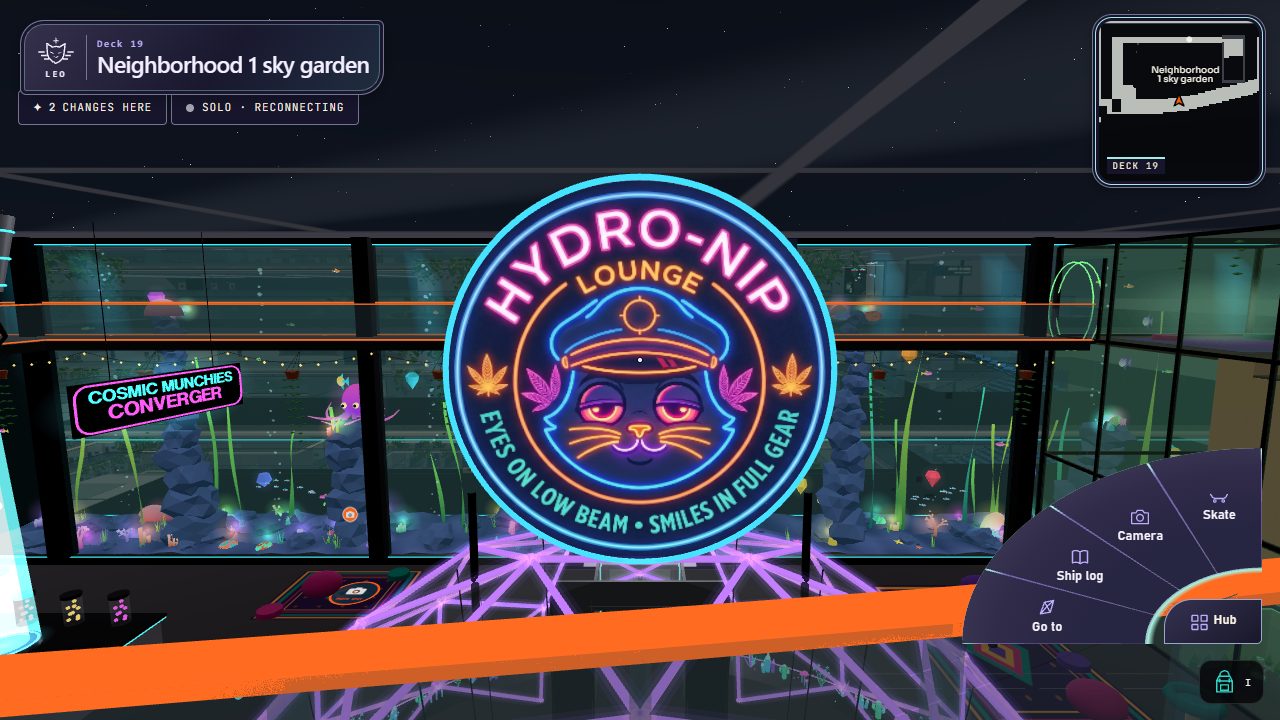 Deck 19
Neighborhood 1 sky garden
LEO
2 CHANGES HERE
SOLO · RECONNECTING
Neighborhood
1 sky garden
DECK 19
HYDRO-NIP
LOUNGE
EYES ON LOW BEAM • SMILES IN FULL GEAR
COSMIC MUNCHIES
CONVERGER
Skate
Camera
Ship log
Go to
Hub
I